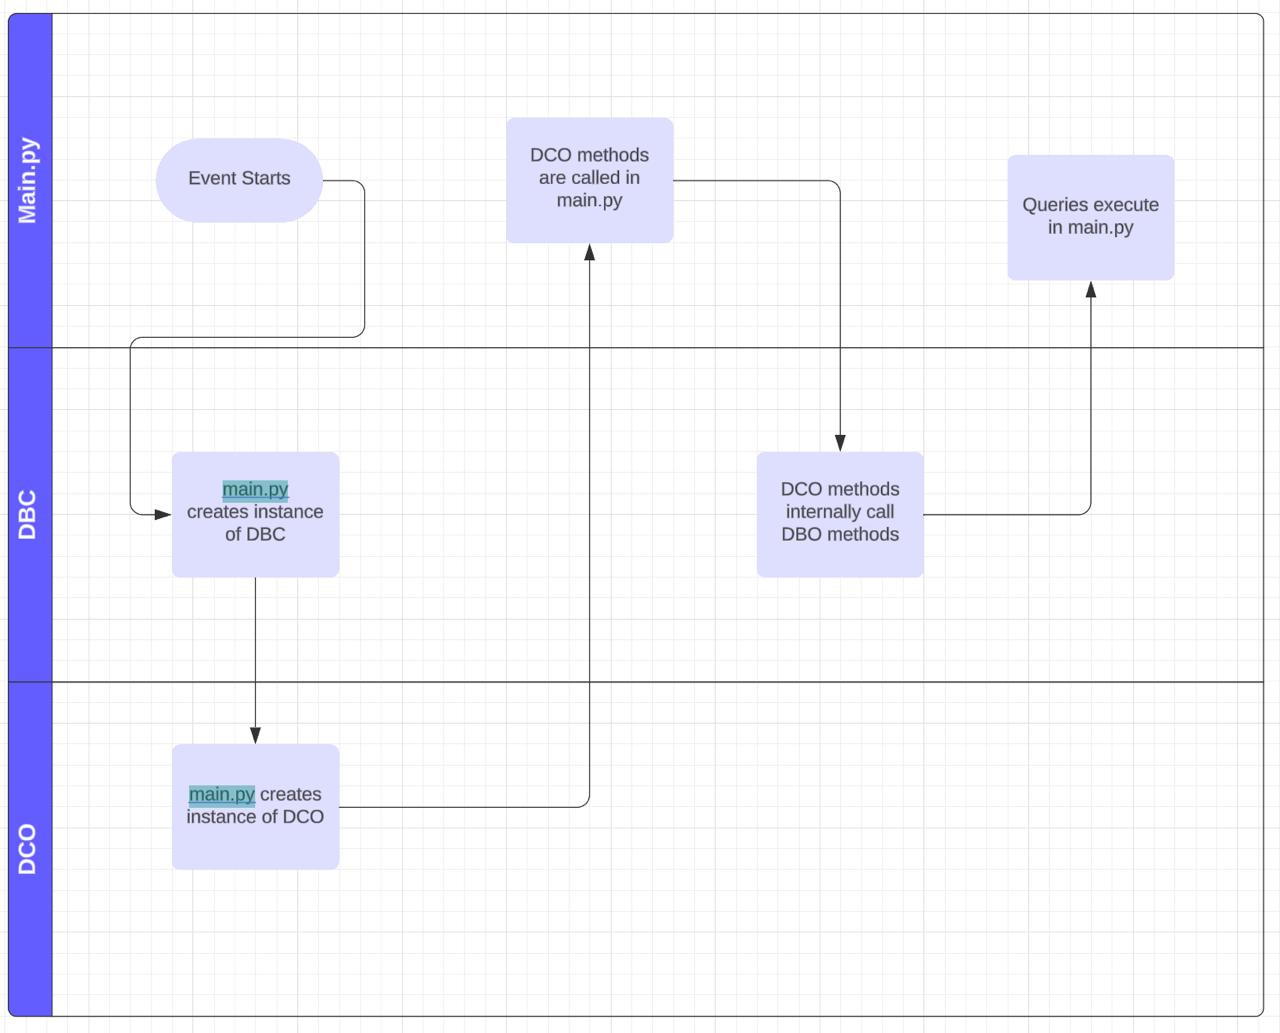 Main.py
Event Starts
DCO methods
are called in
main.py
Queries execute
in main.py
DBC
main.py
creates instance
of DBC
DCO methods
internally call
DBO methods
DCO
main.py creates
instance of DCO